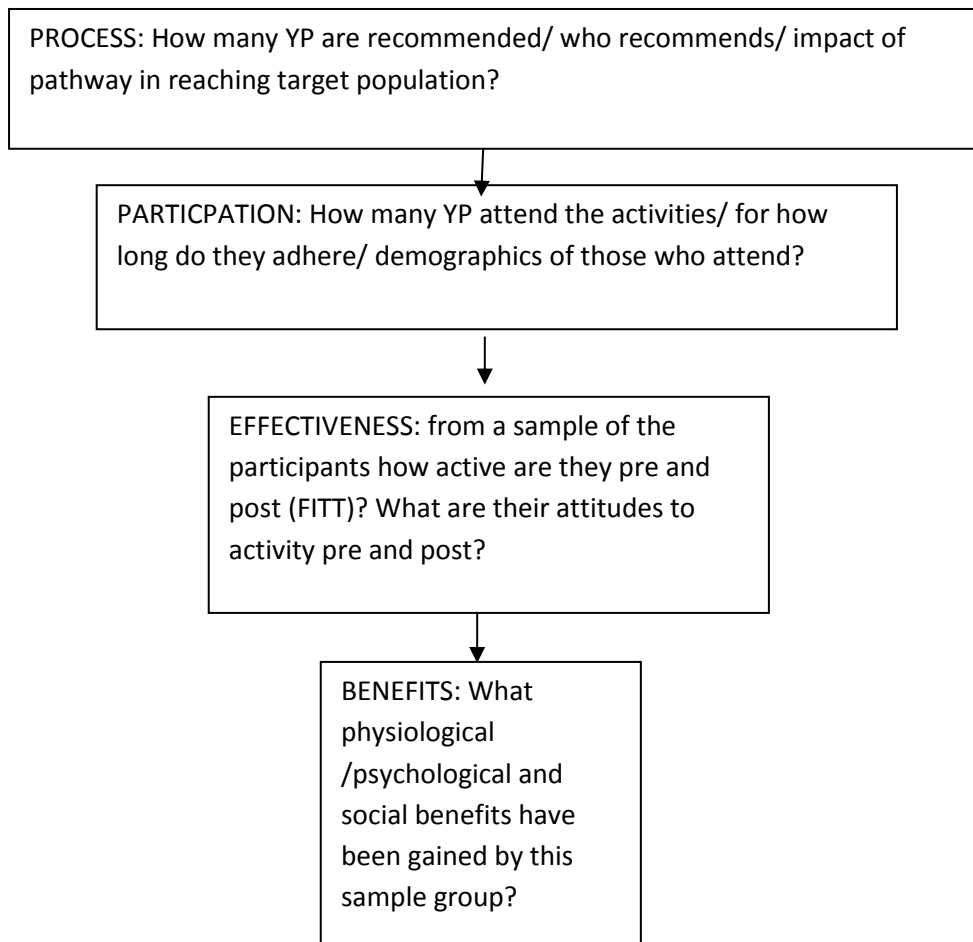 PROCESS: How many YP are recommended/ who recommends/ impact of
pathway in reaching target population?
PARTICPATION: How many YP attend the activities/ for how
long do they adhere/ demographics of those who attend?
EFFECTIVENESS: from a sample of the
participants how active are they pre and
post (FITT)? What are their attitudes to
activity pre and post?
BENEFITS: What
physiological
/psychological and
social benefits have
been gained by this
sample group?